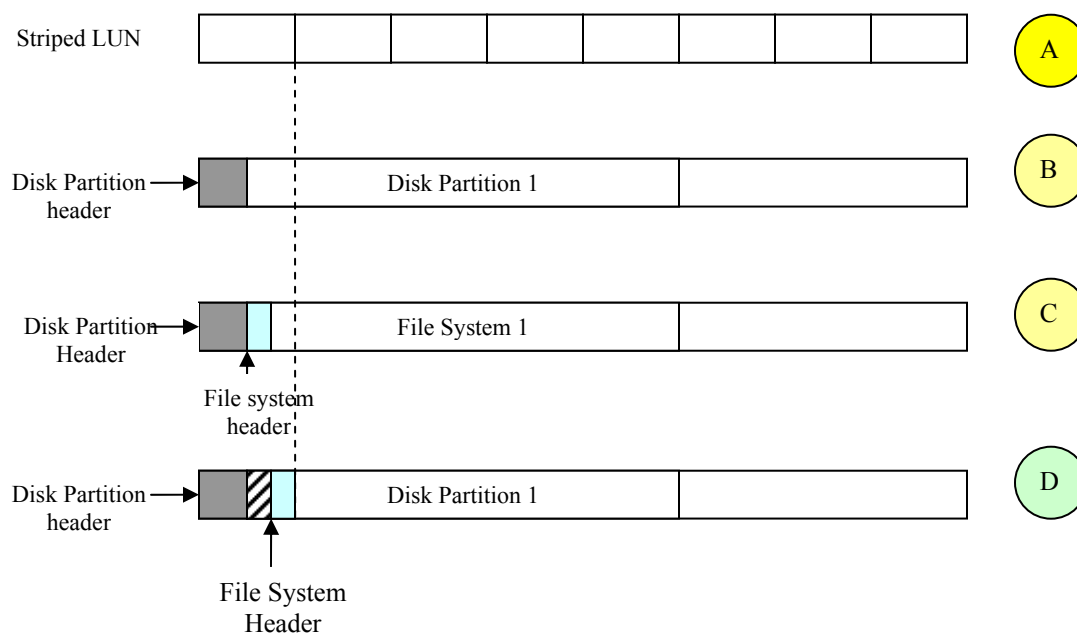 Striped LUN
A
Disk Partition
header
Disk Partition 1
B
Disk Partition
Header
File System 1
C
File system
header
Disk Partition
header
Disk Partition 1
D
File System
Header